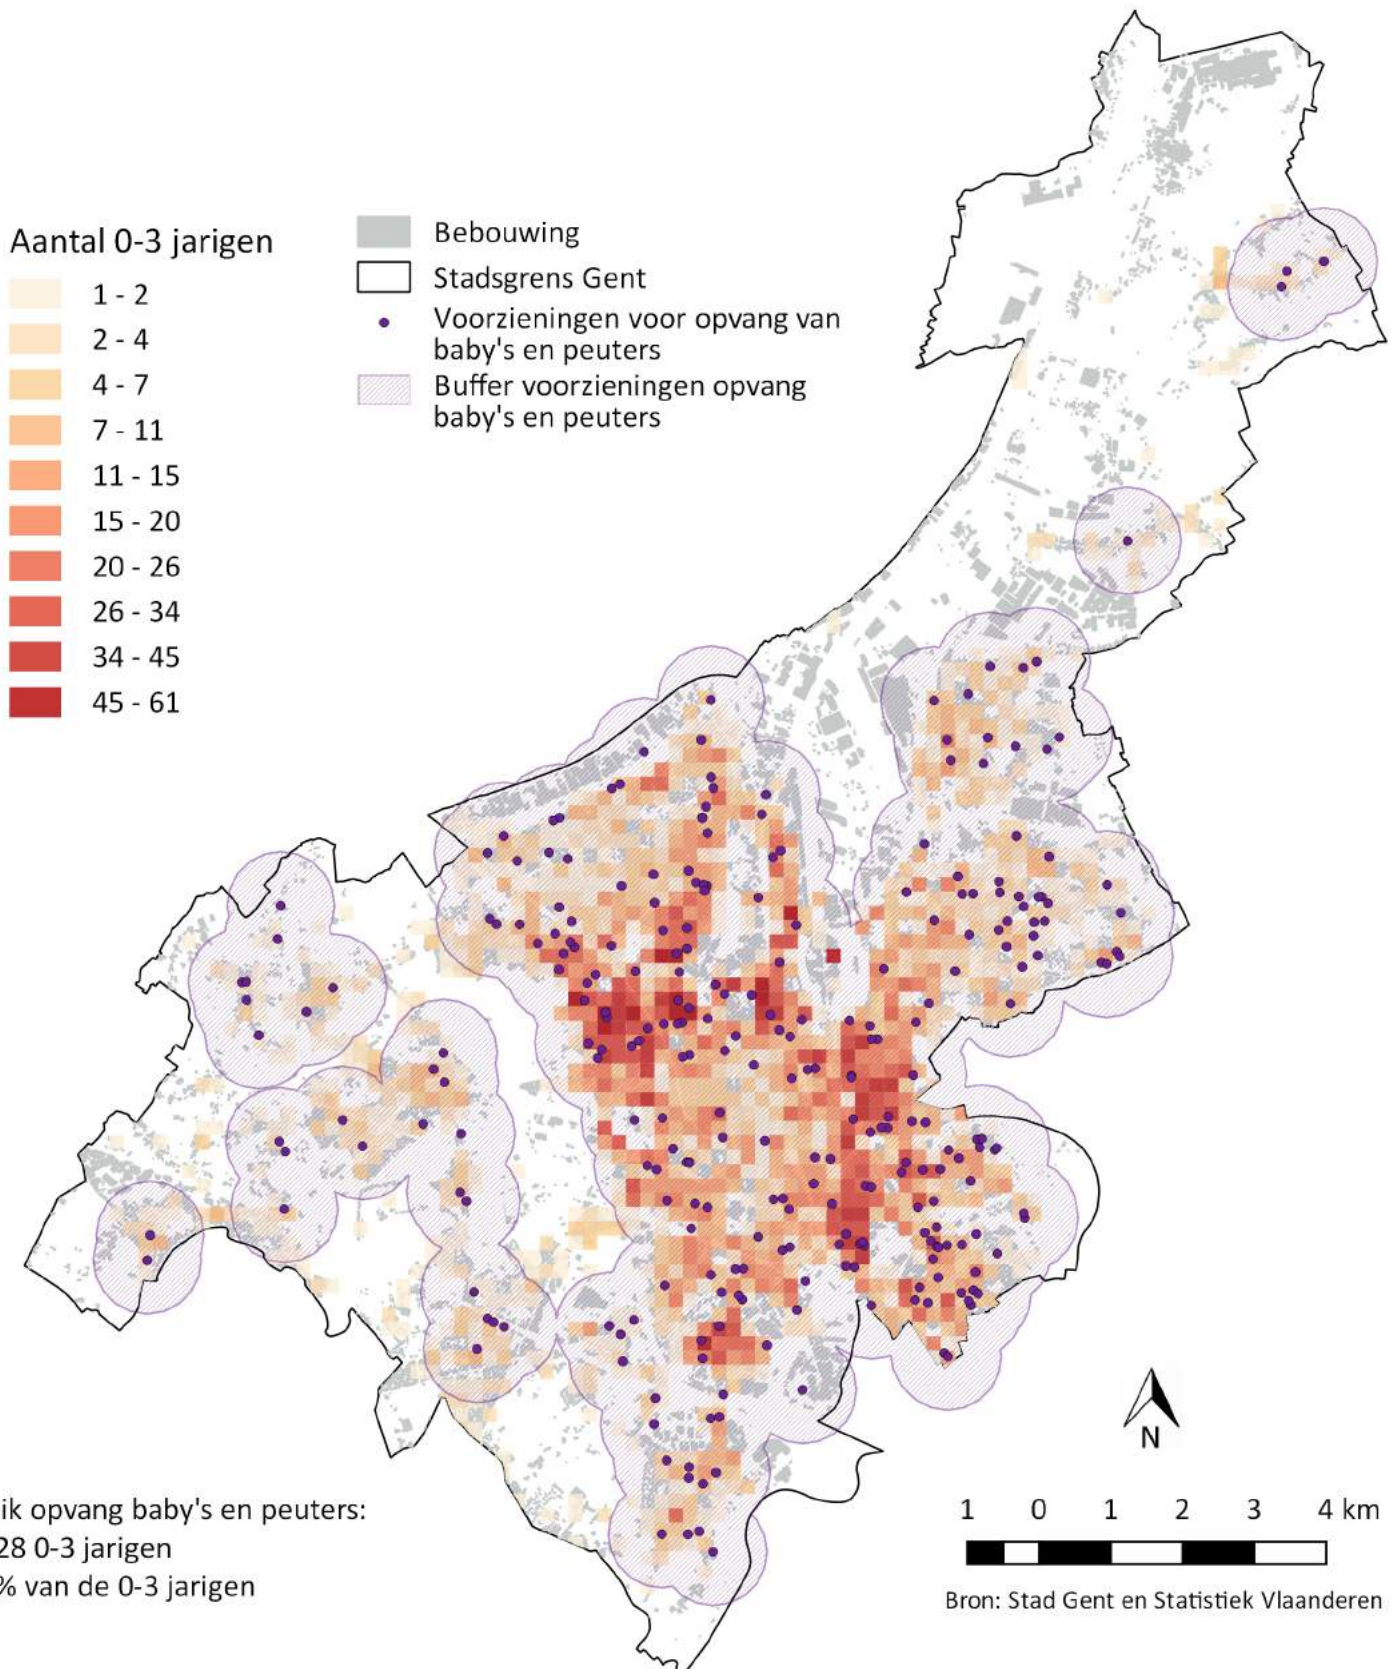 Aantal 0-3 jarigen
1 - 2
2 - 4
4 - 7
7 - 11
11 - 15
15 - 20
20 - 26
26 - 34
34 - 45
45 - 61
Bebouwing
Stadsgrens Gent
Voorzieningen voor opvang van
baby's en peuters
Buffer voorzieningen opvang
baby's en peuters
ik opvang baby's en peuters:
28 0-3 jarigen
% van de 0-3 jarigen
N
1 0 1 2 3 4 km
Bron: Stad Gent en Statistiek Vlaanderen